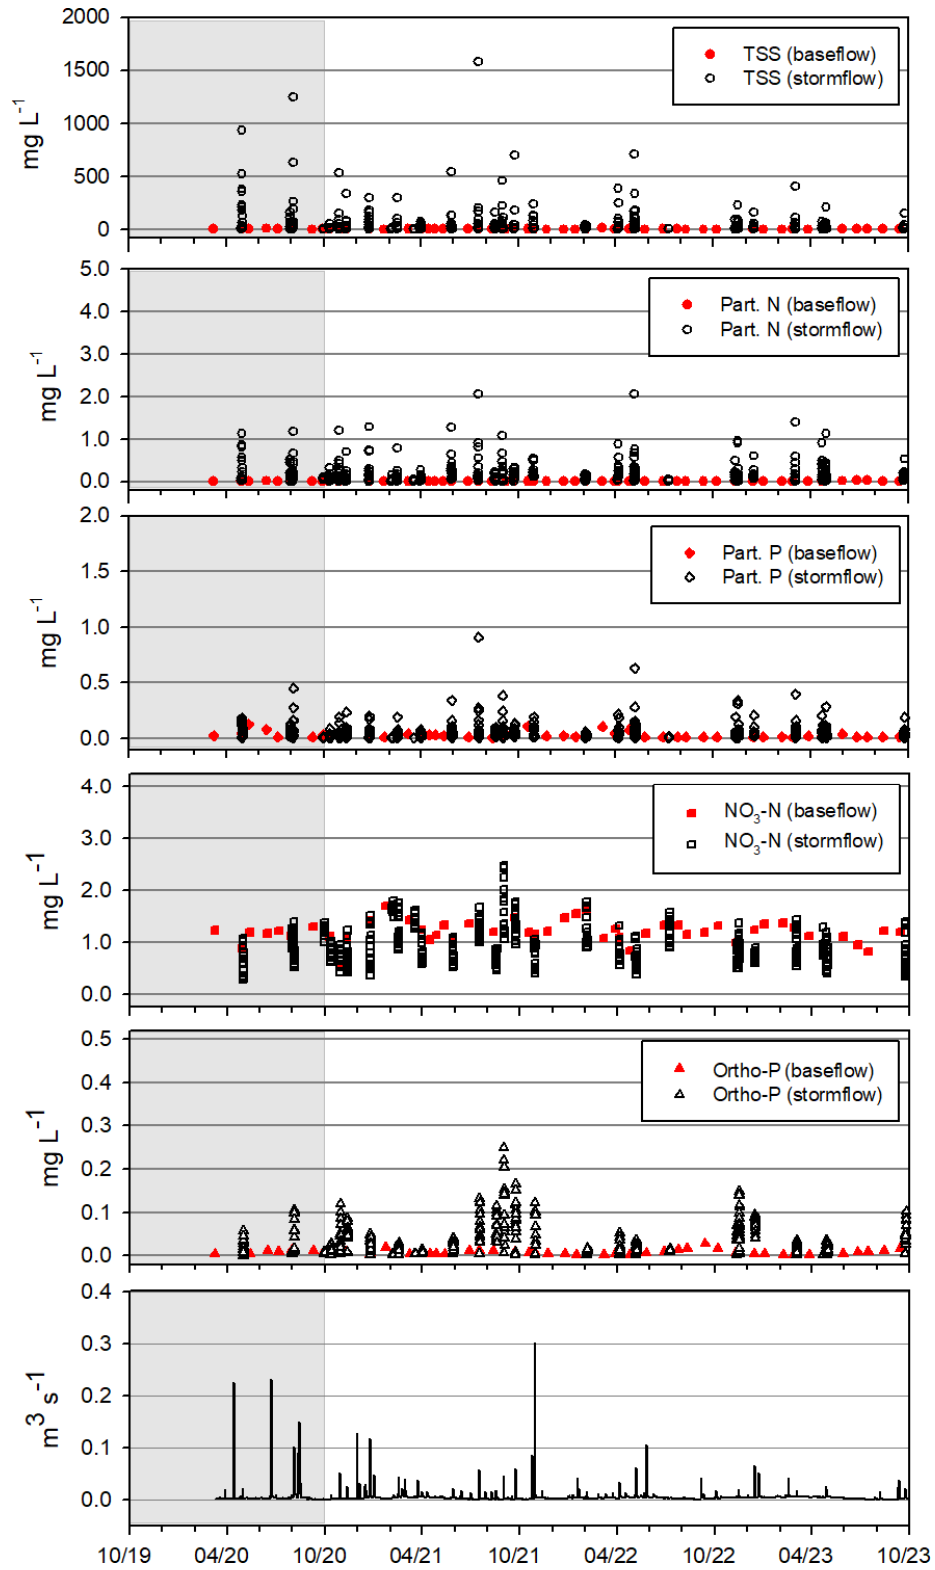 2000
1500
1000
500
0
mg L-1
TSS (baseflow)
TSS (stormflow)
5.0
4.0
3.0
2.0
1.0
0.0
mg L-1
Part. N (baseflow)
Part. N (stormflow)
2.0
1.5
1.0
0.5
0.0
mg L-1
Part. P (baseflow)
Part. P (stormflow)
4.0
3.0
2.0
1.0
0.0
mg L-1
NO3-N (baseflow)
NO3-N (stormflow)
0.5
0.4
0.3
0.2
0.1
0.0
mg L-1
Ortho-P (baseflow)
Ortho-P (stormflow)
0.4
0.3
0.2
0.1
0.0
m3 s-1
10/19 04/20 10/20 04/21 10/21 04/22 10/22 04/23 10/23